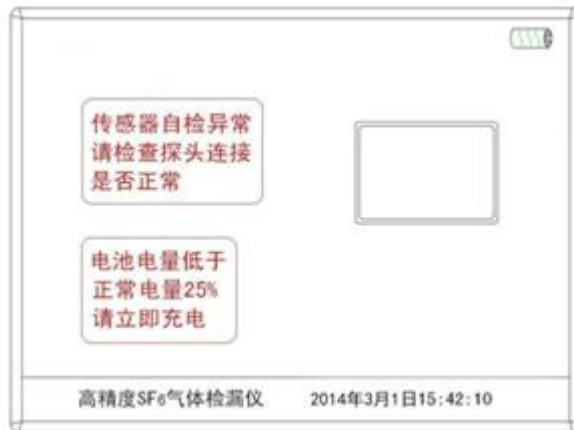 传感器自检异常
请检查探头连接
是否正常
电池电量低于
正常电量25%
请立即充电
高精度SF6气体检漏仪 2014年3月1日15:42:10